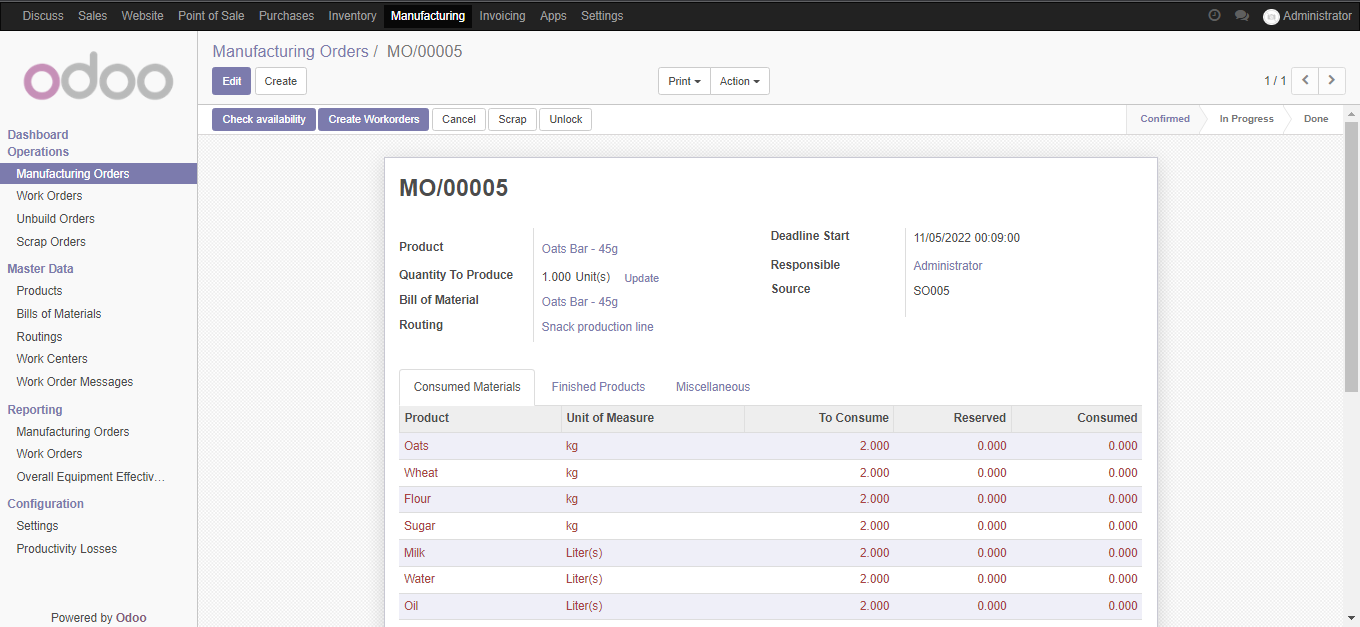 Discuss Sales Website Point of Sale Purchases Inventory Manufacturing Invoicing Apps Settings Administrator
odoo
Dashboard
Operations
Manufacturing Orders
Work Orders
Unbuild Orders
Scrap Orders
Master Data
Products
Bills of Materials
Routings
Work Centers
Work Order Messages
Reporting
Manufacturing Orders
Work Orders
Overall Equipment Effectiv...
Configuration
Settings
Productivity Losses
Powered by Odoo
Manufacturing Orders / MO/00005
Edit Create Print Action 1 / 1
Check availability Create Workorders Cancel Scrap Unlock Confirmed In Progress Done
MO/00005
Product Oats Bar - 45g
Quantity To Produce 1.000 Unit(s) Update
Bill of Material Oats Bar - 45g
Routing Snack production line
Deadline Start 11/05/2022 00:09:00
Responsible Administrator
Source SO005
Consumed Materials Finished Products Miscellaneous
Product Unit of Measure To Consume Reserved Consumed
Oats kg 2.000 0.000 0.000
Wheat kg 2.000 0.000 0.000
Flour kg 2.000 0.000 0.000
Sugar kg 2.000 0.000 0.000
Milk Liter(s) 2.000 0.000 0.000
Water Liter(s) 2.000 0.000 0.000
Oil Liter(s) 2.000 0.000 0.000